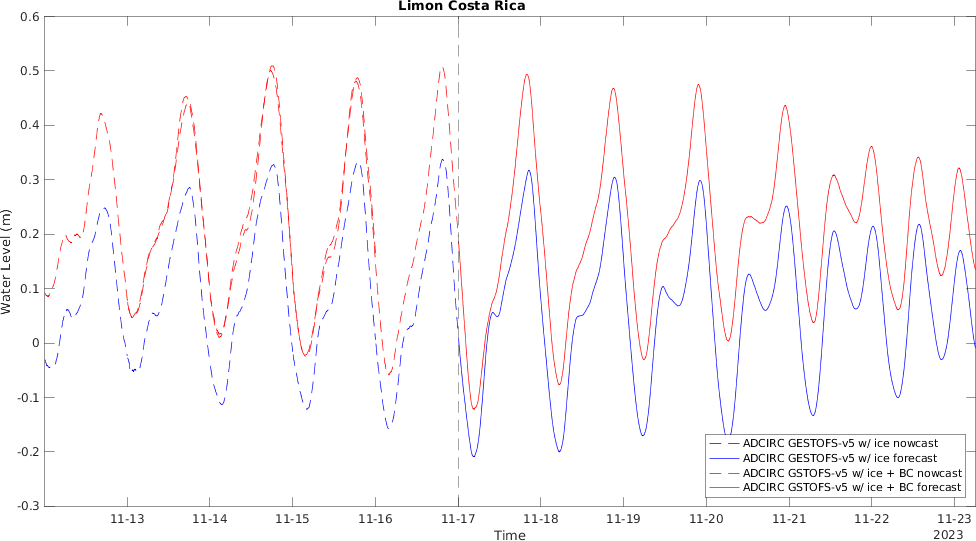 Limon Costa Rica
Water Level (m)
0.6
0.5
0.4
0.3
0.2
0.1
0
-0.1
-0.2
-0.3
ADCIRC GESTOFS-v5 w/ ice nowcast
ADCIRC GESTOFS-v5 w/ ice forecast
ADCIRC GSTOFS-v5 w/ ice + BC nowcast
ADCIRC GSTOFS-v5 w/ ice + BC forecast
11-13 11-14 11-15 11-16 11-17 11-18 11-19 11-20 11-21 11-22 11-23
Time
2023